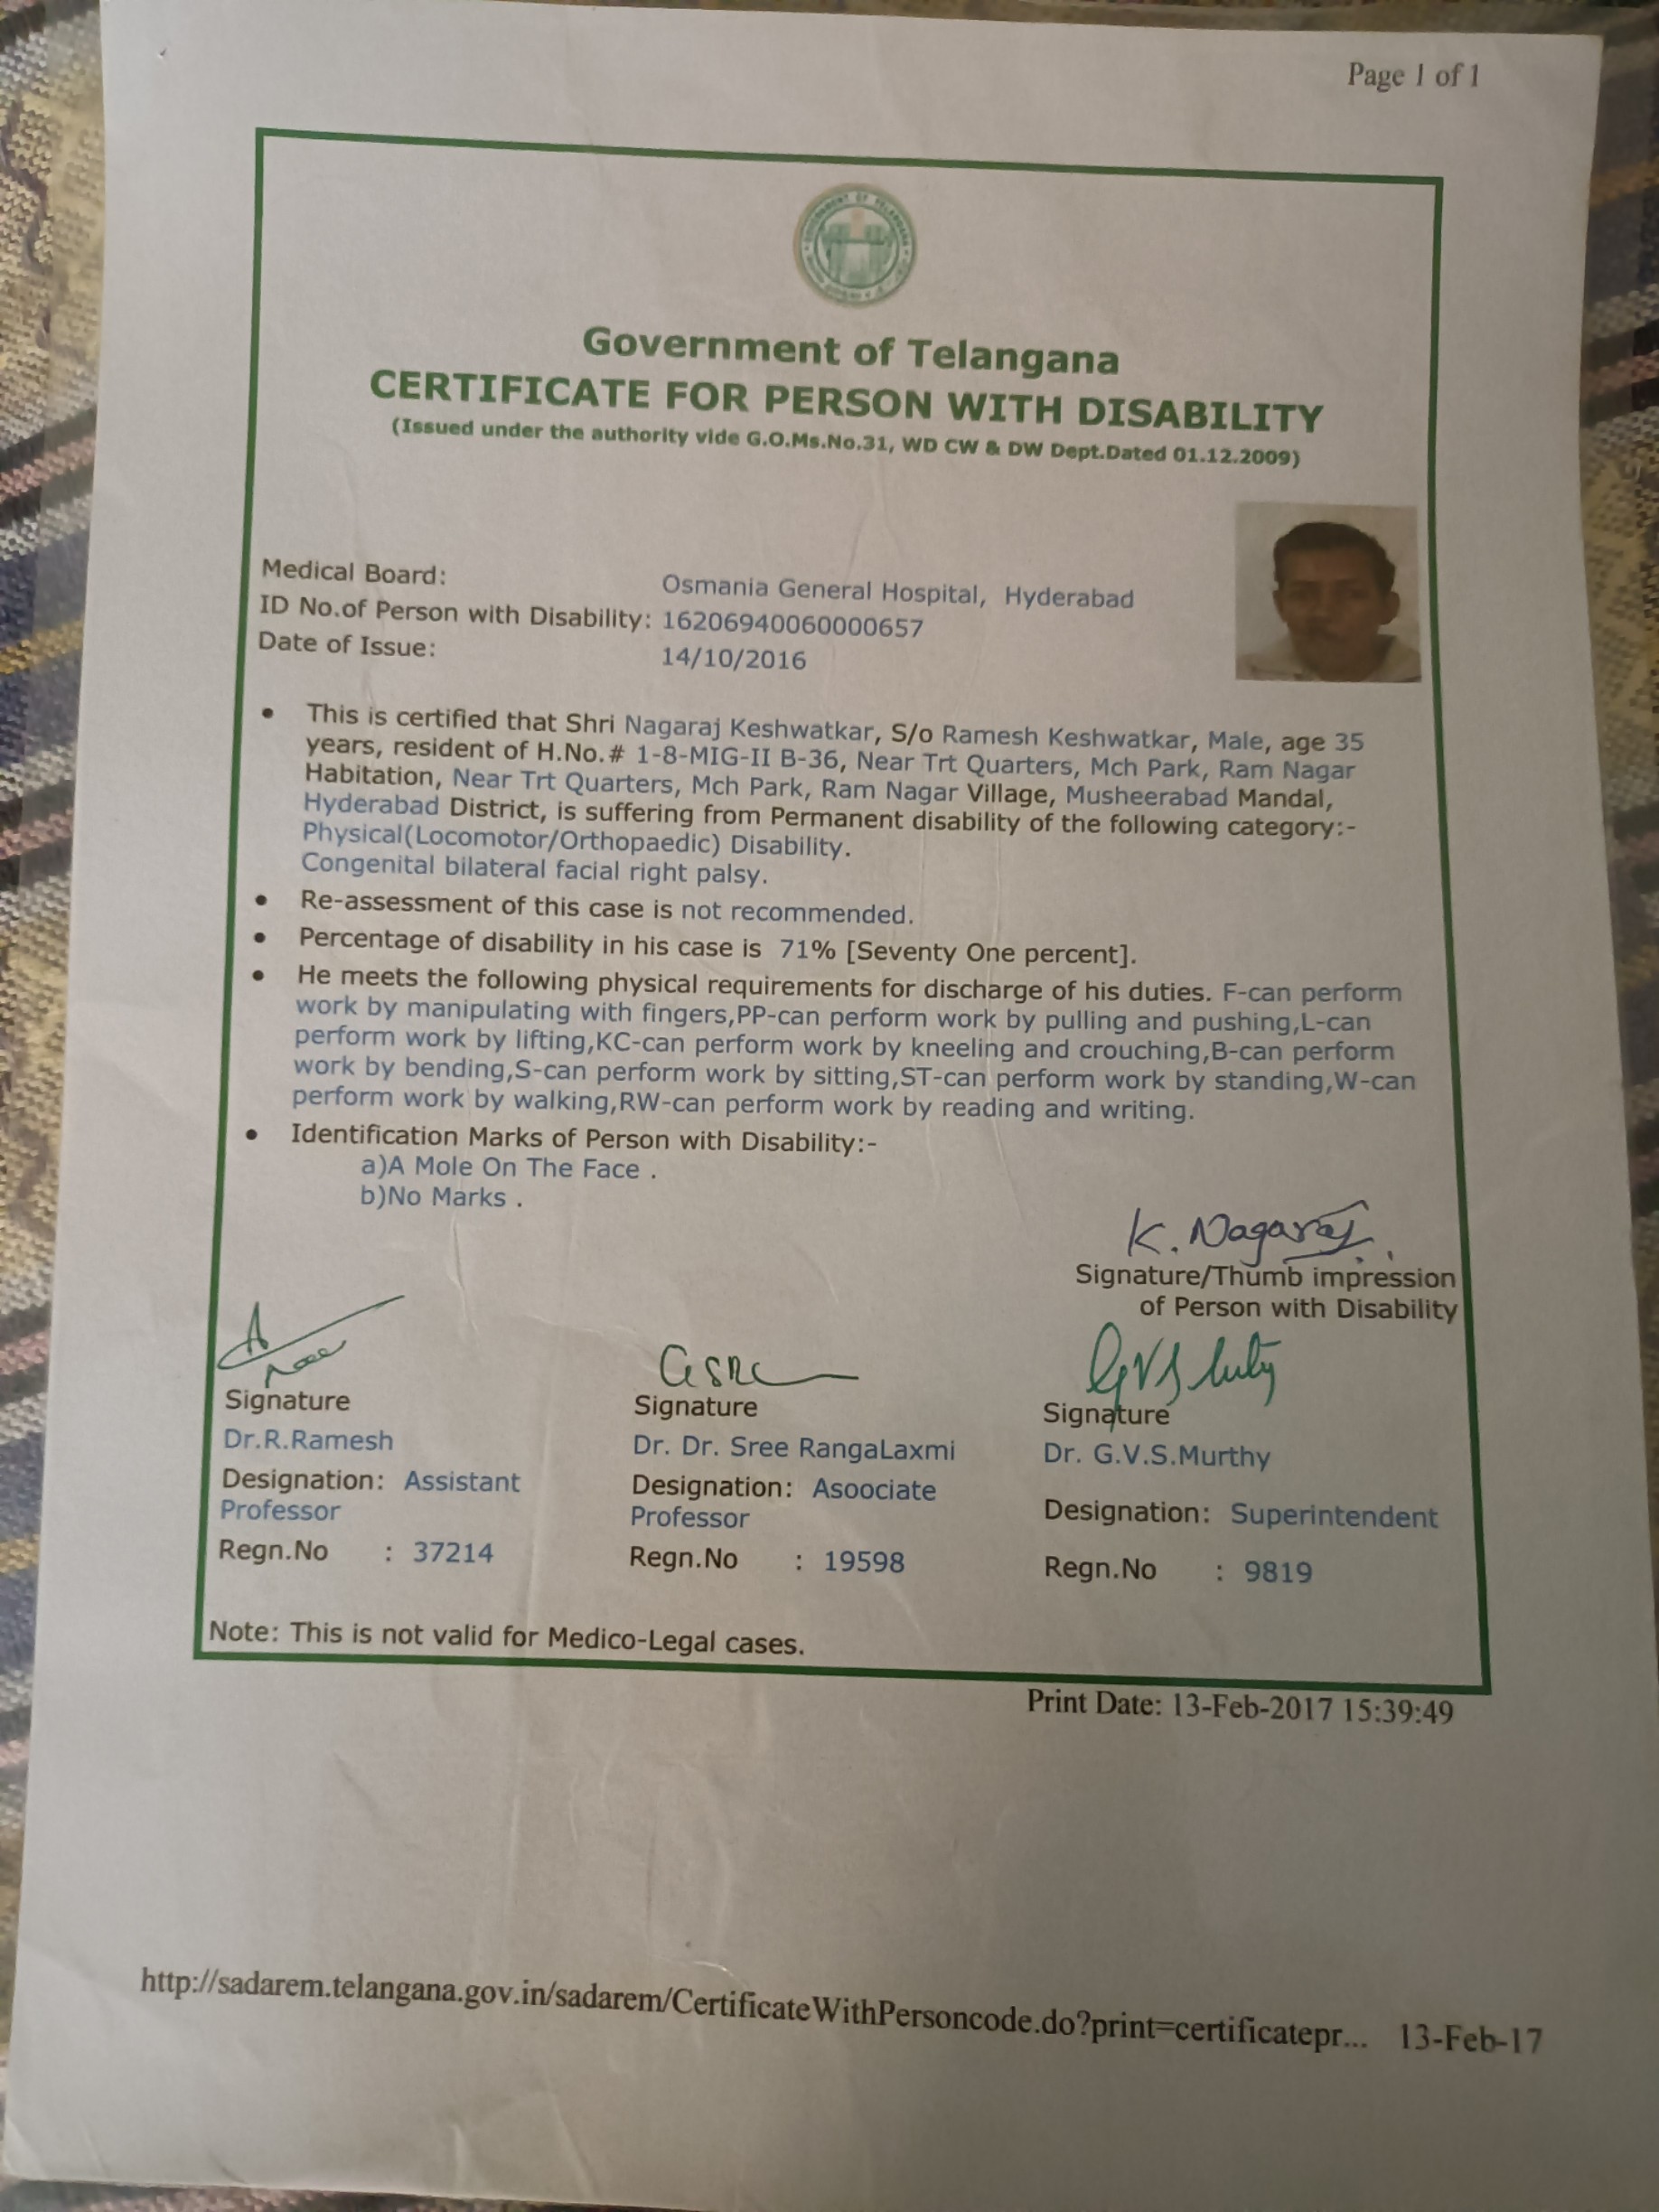 Page 1 of 1
Government of Telangana
CERTIFICATE FOR PERSON WITH DISABILITY
(Issued under the authority vide G.O.Ms.No.31, WD CW & DW Dept.Dated 01.12.2009)
Medical Board: Osmania General Hospital, Hyderabad
ID No.of Person with Disability: 16206940060000657
Date of Issue: 14/10/2016
• This is certified that Shri Nagaraj Keshwatkar, S/o Ramesh Keshwatkar, Male, age 35
years, resident of H.No.# 1-8-MIG-II B-36, Near Trt Quarters, Mch Park, Ram Nagar
Habitation, Near Trt Quarters, Mch Park, Ram Nagar Village, Musheerabad Mandal,
Hyderabad District, is suffering from Permanent disability of the following category:-
Physical(Locomotor/Orthopaedic) Disability.
Congenital bilateral facial right palsy.
• Re-assessment of this case is not recommended.
• Percentage of disability in his case is 71% [Seventy One percent].
• He meets the following physical requirements for discharge of his duties. F-can perform
work by manipulating with fingers,PP-can perform work by pulling and pushing,L-can
perform work by lifting,KC-can perform work by kneeling and crouching,B-can perform
work by bending,S-can perform work by sitting,ST-can perform work by standing,W-can
perform work by walking,RW-can perform work by reading and writing.
• Identification Marks of Person with Disability:-
a)A Mole On The Face .
b)No Marks .
K. Nagaraj
Signature/Thumb impression
of Person with Disability
Signature
Dr.R.Ramesh
Designation: Assistant
Professor
Regn.No : 37214
Signature
Dr. Dr. Sree RangaLaxmi
Designation: Asoociate
Professor
Regn.No : 19598
Signature
Dr. G.V.S.Murthy
Designation: Superintendent
Regn.No : 9819
Note: This is not valid for Medico-Legal cases.
Print Date: 13-Feb-2017 15:39:49
http://sadarem.telangana.gov.in/sadarem/CertificateWithPersoncode.do?print=certificatepr... 13-Feb-17